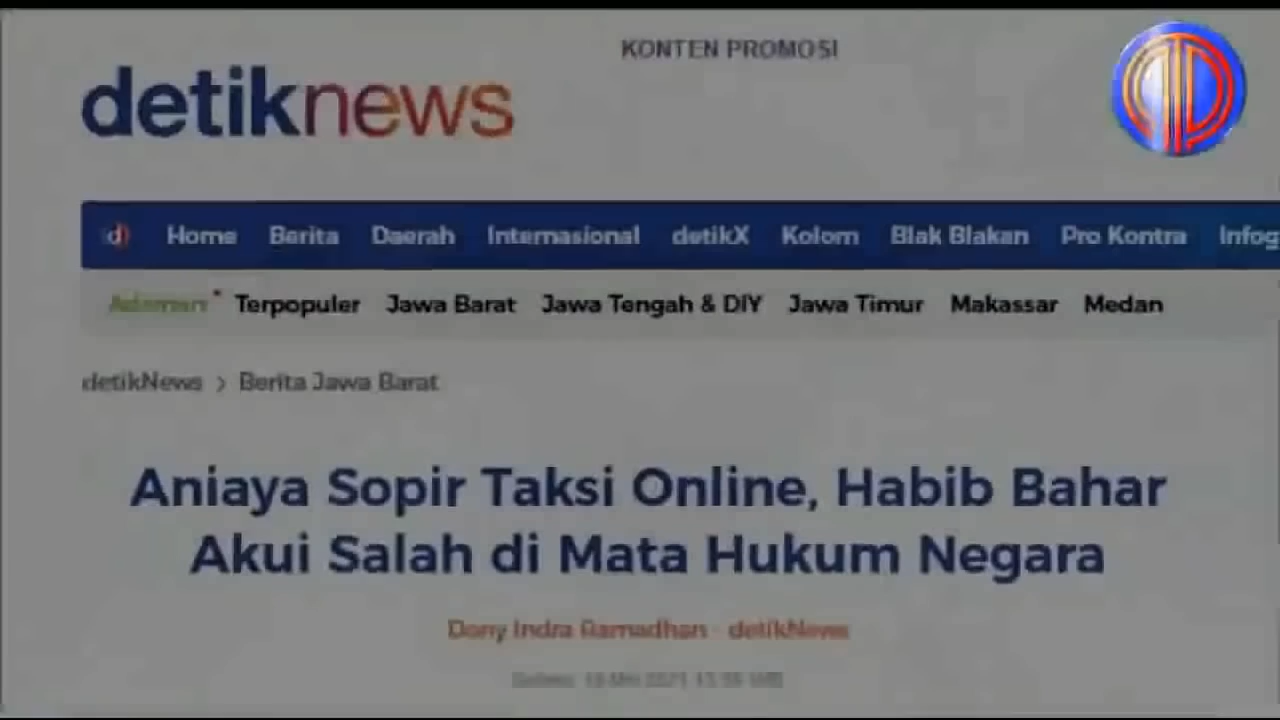 KONTEN PROMOSI
detiknews
Home Berita Daerah Internasional detikX Kolom Blak Blakan Pro Kontra Infog
Terpopuler Jawa Barat Jawa Tengah & DIY Jawa Timur Makassar Medan
detikNews > Berita Jawa Barat
Aniaya Sopir Taksi Online, Habib Bahar
Akui Salah di Mata Hukum Negara
Dony Indra Ramadhan - detikNews